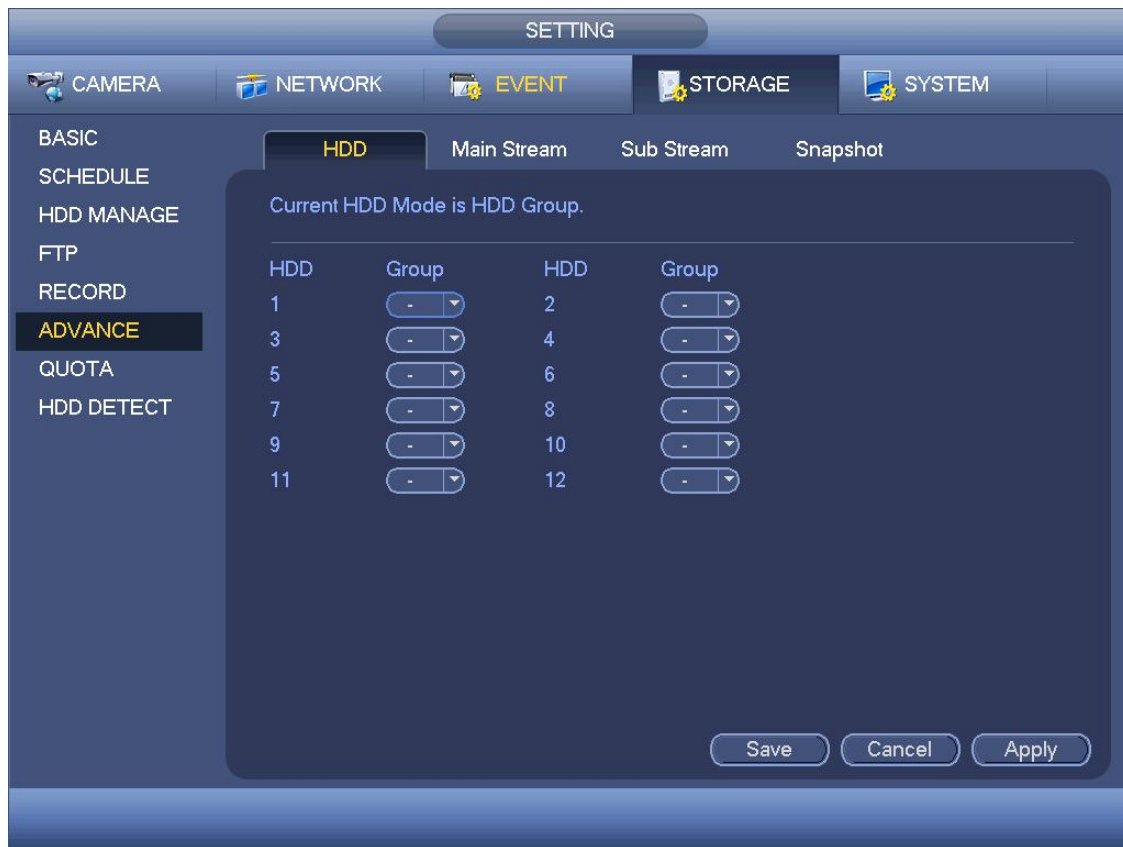 SETTING
CAMERA NETWORK EVENT STORAGE SYSTEM
BASIC
SCHEDULE
HDD MANAGE
FTP
RECORD
ADVANCE
QUOTA
HDD DETECT
HDD Main Stream Sub Stream Snapshot
Current HDD Mode is HDD Group.
HDD Group HDD Group
1 - 2 -
3 - 4 -
5 - 6 -
7 - 8 -
9 - 10 -
11 - 12 -
Save Cancel Apply